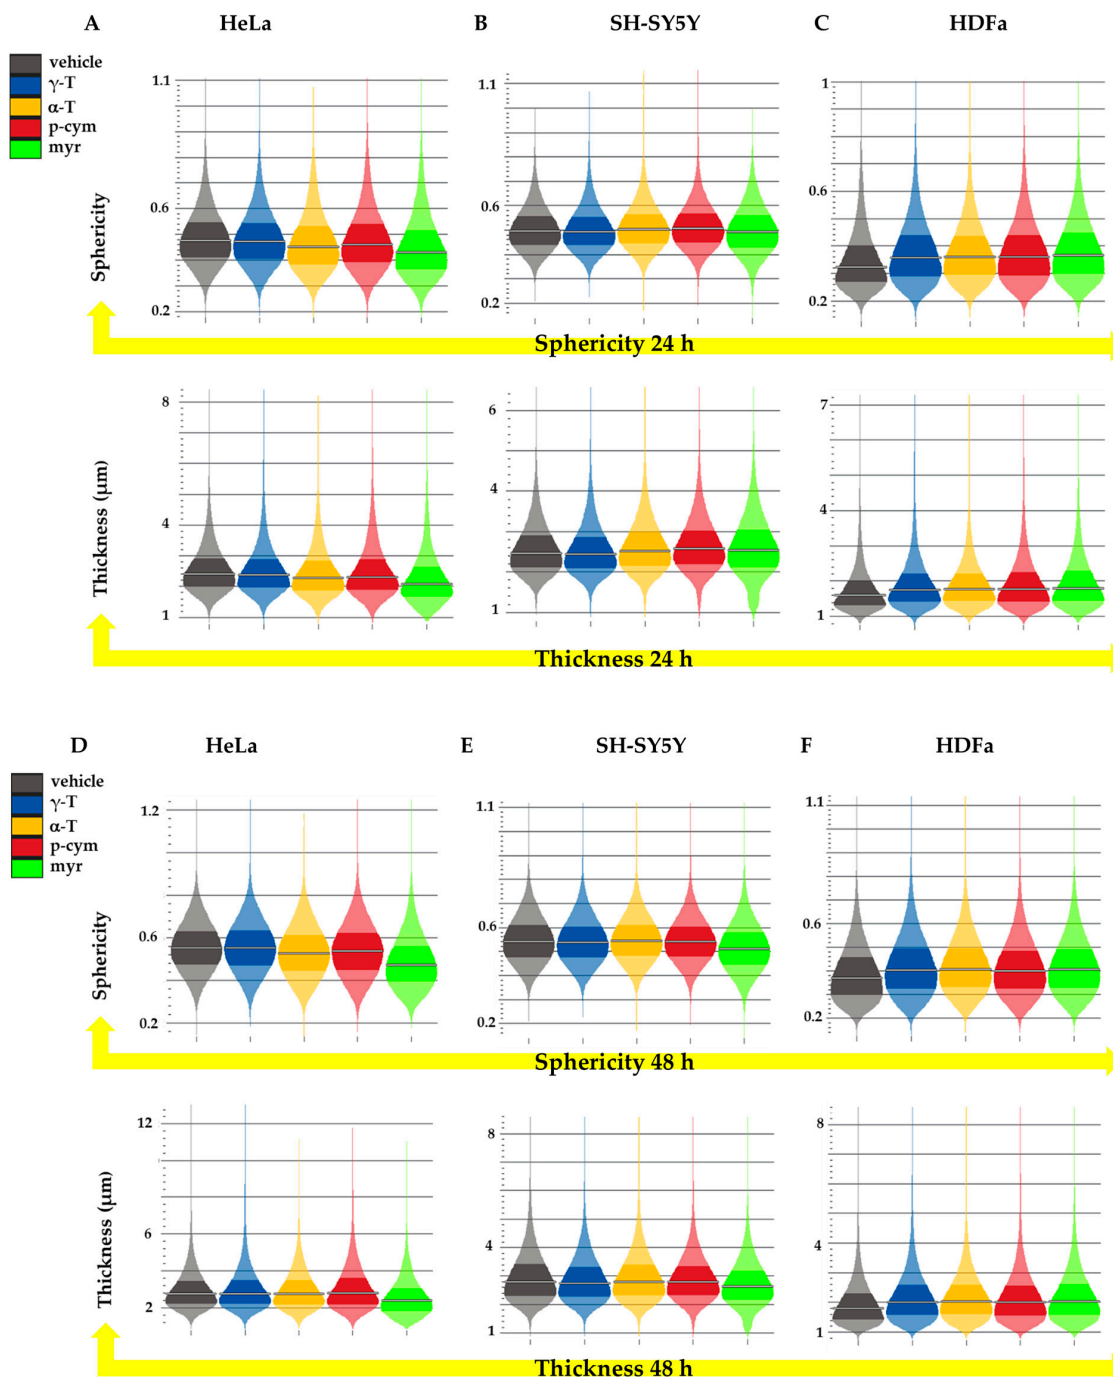 A HeLa B SH-SY5Y C HDFa
vehicle
γ-T
α-T
p-cym
myr
Sphericity
1.1
0.6
0.2
1.1
0.6
0.2
1
0.6
0.2
Sphericity 24 h
Thickness (μm)
8
4
1
6
4
1
7
4
1
Thickness 24 h
D HeLa E SH-SY5Y F HDFa
vehicle
γ-T
α-T
p-cym
myr
Sphericity
1.2
0.6
0.2
1.1
0.6
0.2
1.1
0.6
0.2
Sphericity 48 h
Thickness (μm)
12
6
2
8
4
1
8
4
1
Thickness 48 h